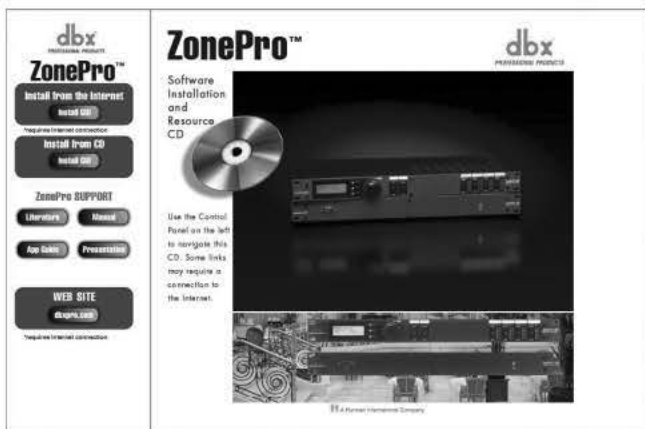 dbx
PROFESSIONAL PRODUCTS
ZonePro™
Install from the Internet
Install GUI
*requires Internet connection
Install from CD
Install GUI
ZonePro SUPPORT
Literature
Manual
App Guide
Presentation
WEB SITE
dbxpro.com
*requires Internet connection
ZonePro™
dbx
PROFESSIONAL PRODUCTS
Software
Installation
and
Resource
CD
Use the Control
Panel on the left
to navigate this
CD. Some links
may require a
connection to
the Internet.
A Harman International Company